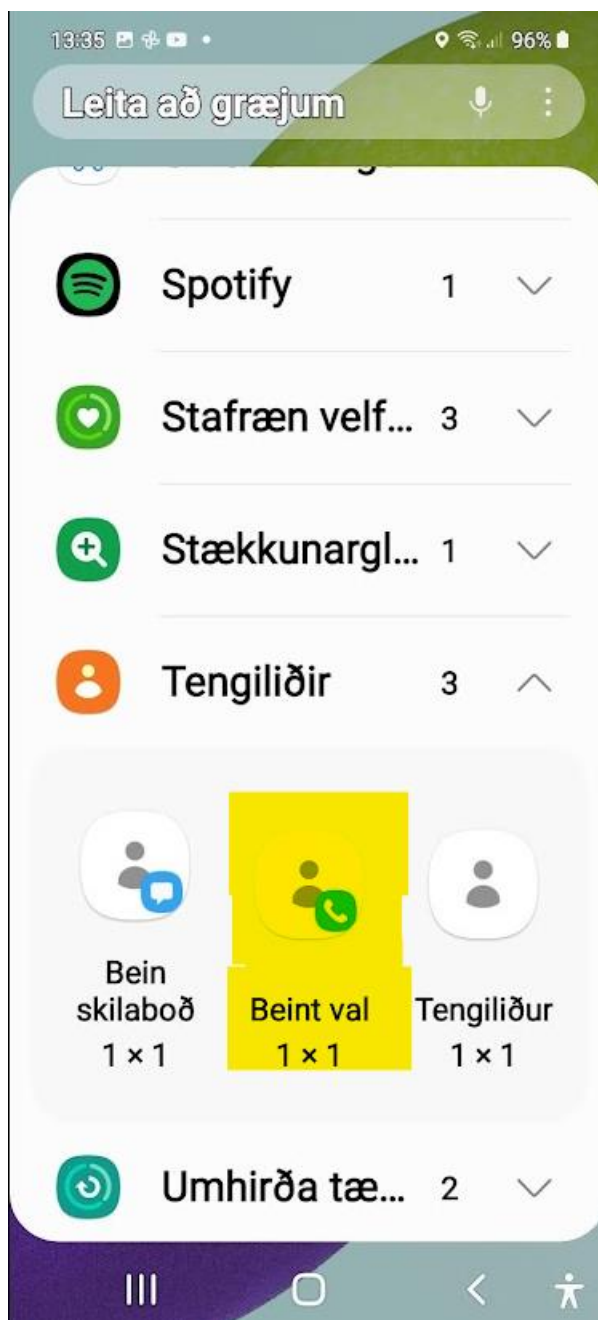 13:35
96%
Leita að græjum
Spotify 1
Stafræn velf... 3
Stækkunargl... 1
Tengiliðir 3
Bein
skilaboð
1 × 1
Beint val
1 × 1
Tengiliður
1 × 1
Umhirða tæ... 2